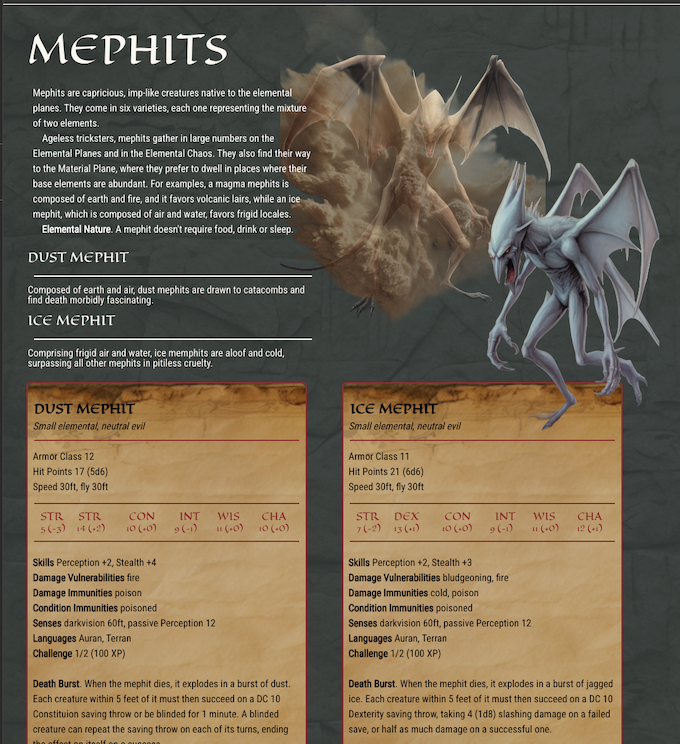 MEPHITS
Mephits are capricious, imp-like creatures native to the elemental
planes. They come in six varieties, each one representing the mixture
of two elements.
Ageless tricksters, mephits gather in large numbers on the
Elemental Planes and in the Elemental Chaos. They also find their way
to the Material Plane, where they prefer to dwell in places where their
base elements are abundant. For examples, a magma mephits is
composed of earth and fire, and it favors volcanic lairs, while an ice
mephit, which is composed of air and water, favors frigid locales.
Elemental Nature. A mephit doesn't require food, drink or sleep.
DUST MEPHIT
Composed of earth and air, dust mephits are drawn to catacombs and
find death morbidly fascinating.
ICE MEPHIT
Comprising frigid air and water, ice memphits are aloof and cold,
surpassing all other mephits in pitiless cruelty.
DUST MEPHIT
Small elemental, neutral evil
Armor Class 12
Hit Points 17 (5d6)
Speed 30ft, fly 30ft
STR STR CON INT WIS CHA
5 (-3) 14 (+2) 10 (+0) 9 (-1) 11 (+0) 10 (+0)
Skills Perception +2, Stealth +4
Damage Vulnerabilities fire
Damage Immunities poison
Condition Immunities poisoned
Senses darkvision 60ft, passive Perception 12
Languages Auran, Terran
Challenge 1/2 (100 XP)
Death Burst. When the mephit dies, it explodes in a burst of dust.
Each creature within 5 feet of it must then succeed on a DC 10
Constituion saving throw or be blinded for 1 minute. A blinded
creature can repeat the saving throw on each of its turns, ending
the effect on itself on a success.
ICE MEPHIT
Small elemental, neutral evil
Armor Class 11
Hit Points 21 (6d6)
Speed 30ft, fly 30ft
STR DEX CON INT WIS CHA
7 (-2) 13 (+1) 10 (+0) 9 (-1) 11 (+0) 12 (+1)
Skills Perception +2, Stealth +3
Damage Vulnerabilities bludgeoning, fire
Damage Immunities cold, poison
Condition Immunities poisoned
Senses darkvision 60ft, passive Perception 12
Languages Auran, Terran
Challenge 1/2 (100 XP)
Death Burst. When the mephit dies, it explodes in a burst of jagged
ice. Each creature within 5 feet of it must then succeed on a DC 10
Dexterity saving throw, taking 4 (1d8) slashing damage on a failed
save, or half as much damage on a successful one.